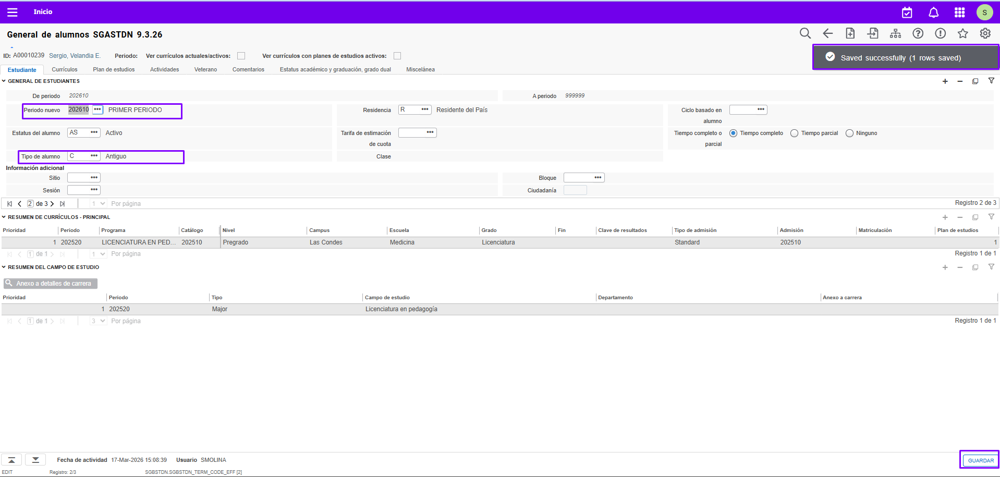 Inicio
S
General de alumnos SGASTDN 9.3.26
ID: A00010239 Sergio, Velandia E. Periodo: Ver currículos actuales/activos: Ver currículos con planes de estudios activos:
Saved successfully (1 rows saved)
Estudiante Currículos Plan de estudios Actividades Veterano Comentarios Estatus académico y graduación, grado dual Miscelánea
GENERAL DE ESTUDIANTES
De periodo 202610 A periodo 999999
Periodo nuevo 202610 ••• PRIMER PERIODO Residencia R ••• Residente del País Ciclo basado en alumno •••
Estatus del alumno AS ••• Activo Tarifa de estimación de cuota ••• Tiempo completo o parcial Tiempo completo Tiempo parcial Ninguno
Tipo de alumno C ••• Antiguo Clase
Información adicional
Sitio ••• Bloque •••
Sesión ••• Ciudadanía
2 de 3 1 Por página Registro 2 de 3
RESUMEN DE CURRÍCULOS - PRINCIPAL
Prioridad Periodo Programa Catálogo Nivel Campus Escuela Grado Fin Clave de resultados Tipo de admisión Admisión Matriculación Plan de estudios
1 202520 LICENCIATURA EN PED... 202510 Pregrado Las Condes Medicina Licenciatura Standard 202510 1
1 de 1 1 Por página Registro 1 de 1
RESUMEN DEL CAMPO DE ESTUDIO
Anexo a detalles de carrera
Prioridad Periodo Tipo Campo de estudio Departamento Anexo a carrera
1 202520 Major Licenciatura en pedagogía
1 de 1 3 Por página Registro 1 de 1
Fecha de actividad 17-Mar-2026 15:08:39 Usuario SMOLINA
GUARDAR
EDIT Registro: 2/3 SGBSTDN.SGBSTDN_TERM_CODE_EFF [2]